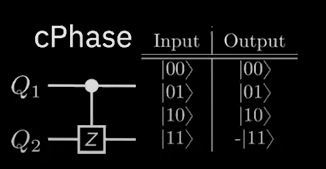 cPhase
Q₁
Z
Q₂
Input Output
|00⟩ |00⟩
|01⟩ |01⟩
|10⟩ |10⟩
|11⟩ -|11⟩